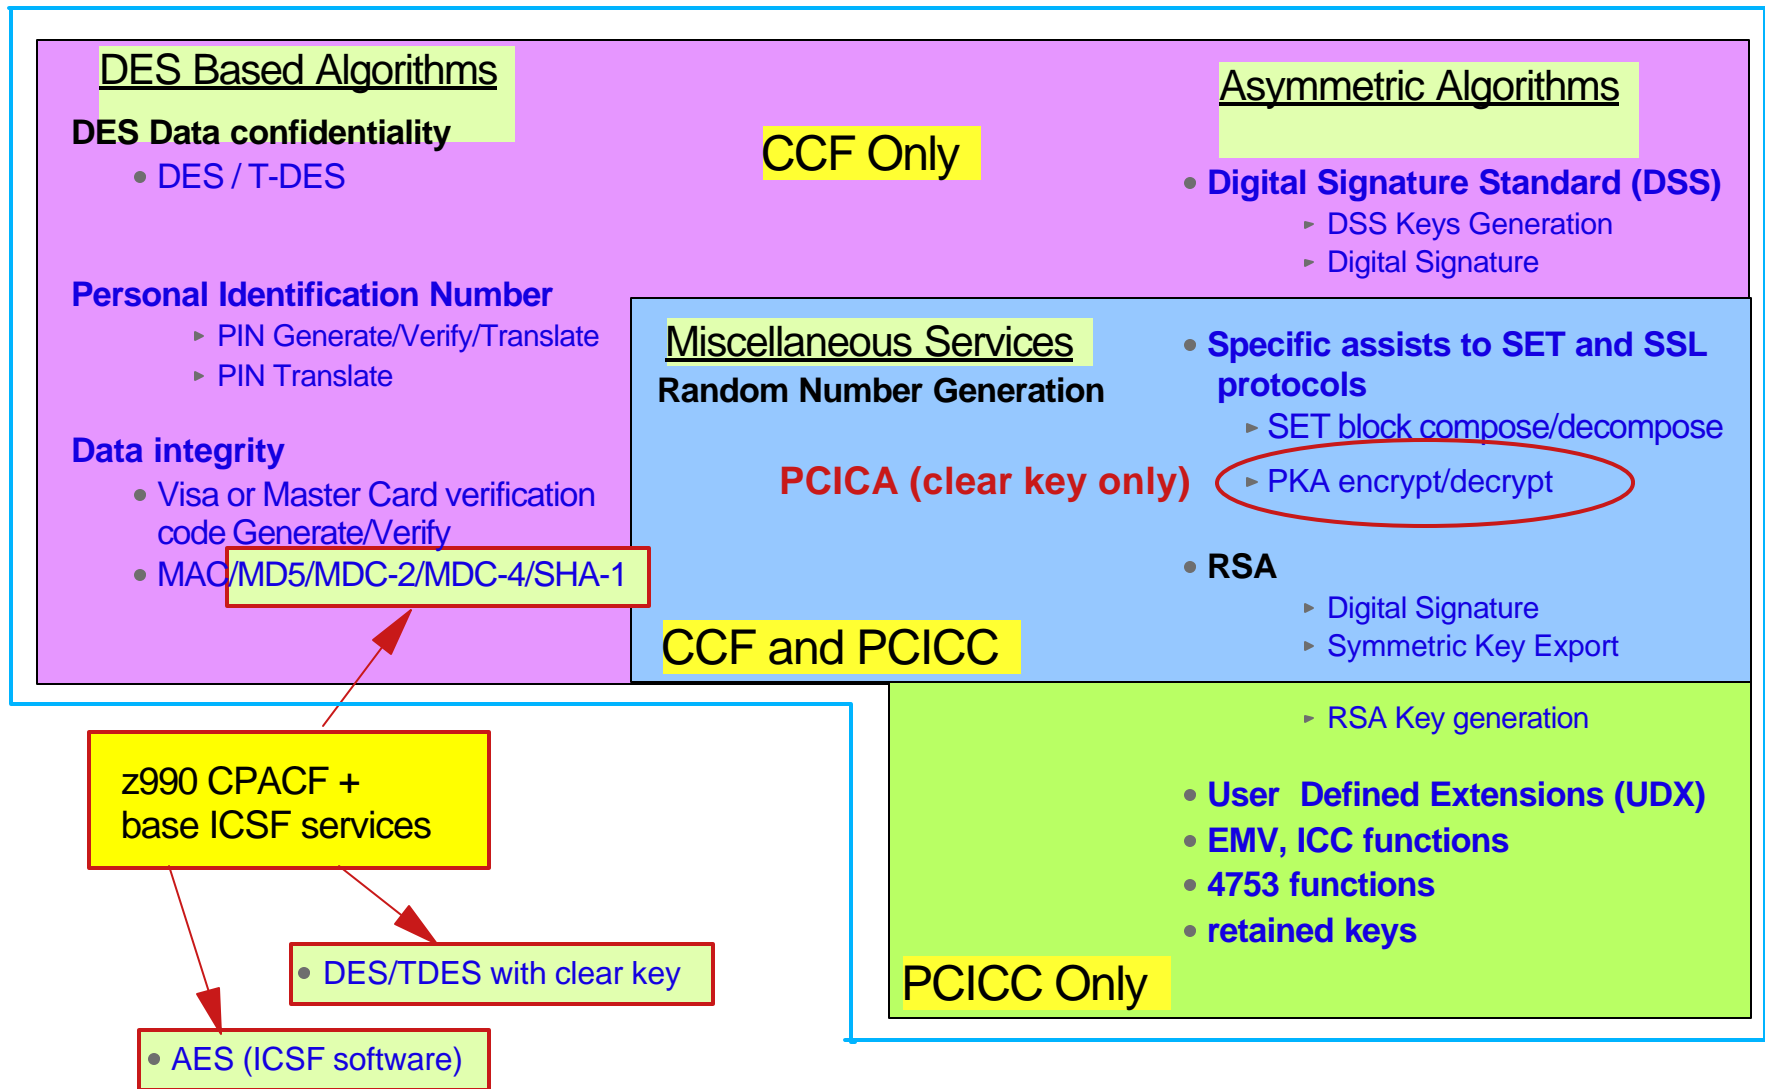 DES Based Algorithms
DES Data confidentiality
• DES / T-DES
Personal Identification Number
► PIN Generate/Verify/Translate
► PIN Translate
Data integrity
• Visa or Master Card verification
code Generate/Verify
• MAC/MD5/MDC-2/MDC-4/SHA-1
CCF Only
Asymmetric Algorithms
• Digital Signature Standard (DSS)
► DSS Keys Generation
► Digital Signature
Miscellaneous Services
Random Number Generation
• Specific assists to SET and SSL
protocols
► SET block compose/decompose
PCICA (clear key only)
► PKA encrypt/decrypt
• RSA
► Digital Signature
► Symmetric Key Export
CCF and PCICC
► RSA Key generation
• User Defined Extensions (UDX)
• EMV, ICC functions
• 4753 functions
• retained keys
PCICC Only
z990 CPACF +
base ICSF services
• DES/TDES with clear key
• AES (ICSF software)